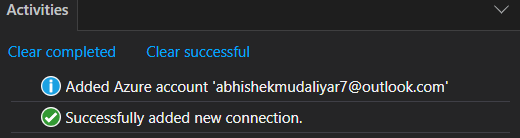 Activities
Clear completed Clear successful
Added Azure account 'abhishekmudaliyar7@outlook.com'
Successfully added new connection.